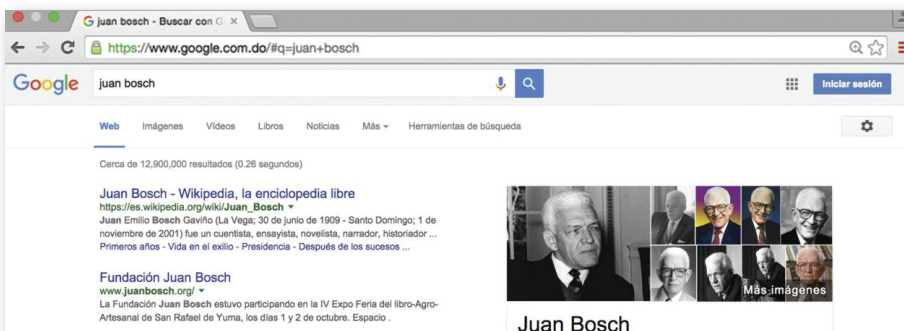 juan bosch - Buscar con G
https://www.google.com.do/#q=juan+bosch
Google
juan bosch
Iniciar sesión
Web Imágenes Vídeos Libros Noticias Más Herramientas de búsqueda
Cerca de 12,900,000 resultados (0.26 segundos)
Juan Bosch - Wikipedia, la enciclopedia libre
https://es.wikipedia.org/wiki/Juan_Bosch
Juan Emilio Bosch Gaviño (La Vega; 30 de junio de 1909 - Santo Domingo; 1 de
noviembre de 2001) fue un cuentista, ensayista, novelista, narrador, historiador ...
Primeros años - Vida en el exilio - Presidencia - Después de los sucesos ...
Fundación Juan Bosch
www.juanbosch.org/
La Fundación Juan Bosch estuvo participando en la IV Expo Feria del libro-Agro-
Artesanal de San Rafael de Yuma, los días 1 y 2 de octubre. Espacio .
Más imágenes
Juan Bosch